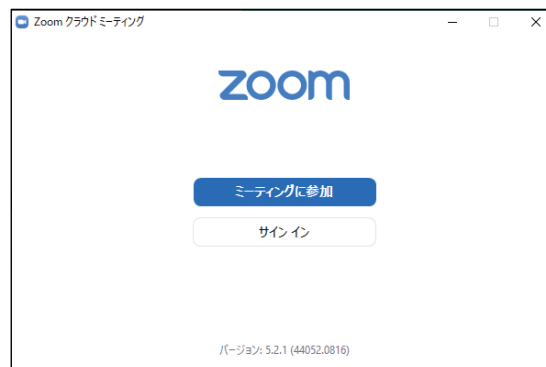 Zoom クラウド ミーティング
zoom
ミーティングに参加
サイン イン
バージョン: 5.2.1 (44052.0816)